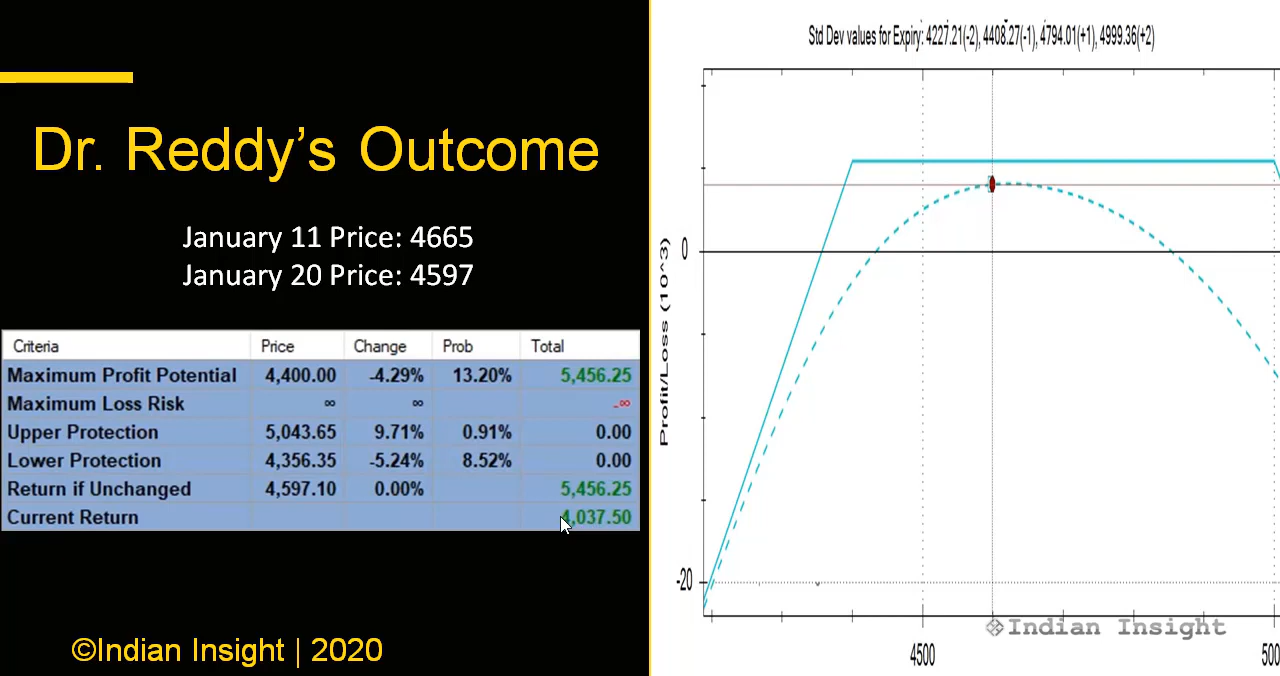 Dr. Reddy’s Outcome
January 11 Price: 4665
January 20 Price: 4597
Criteria Price Change Prob Total
Maximum Profit Potential 4,400.00 -4.29% 13.20% 5,456.25
Maximum Loss Risk ∞ ∞ -∞
Upper Protection 5,043.65 9.71% 0.91% 0.00
Lower Protection 4,356.35 -5.24% 8.52% 0.00
Return if Unchanged 4,597.10 0.00% 5,456.25
Current Return 4,037.50
©Indian Insight | 2020
Std Dev values for Expiry: 4227.21(-2), 4408.27(-1), 4794.01(+1), 4999.36(+2)
Profit/Loss (10^3)
0
-20
Indian Insight
4500
500